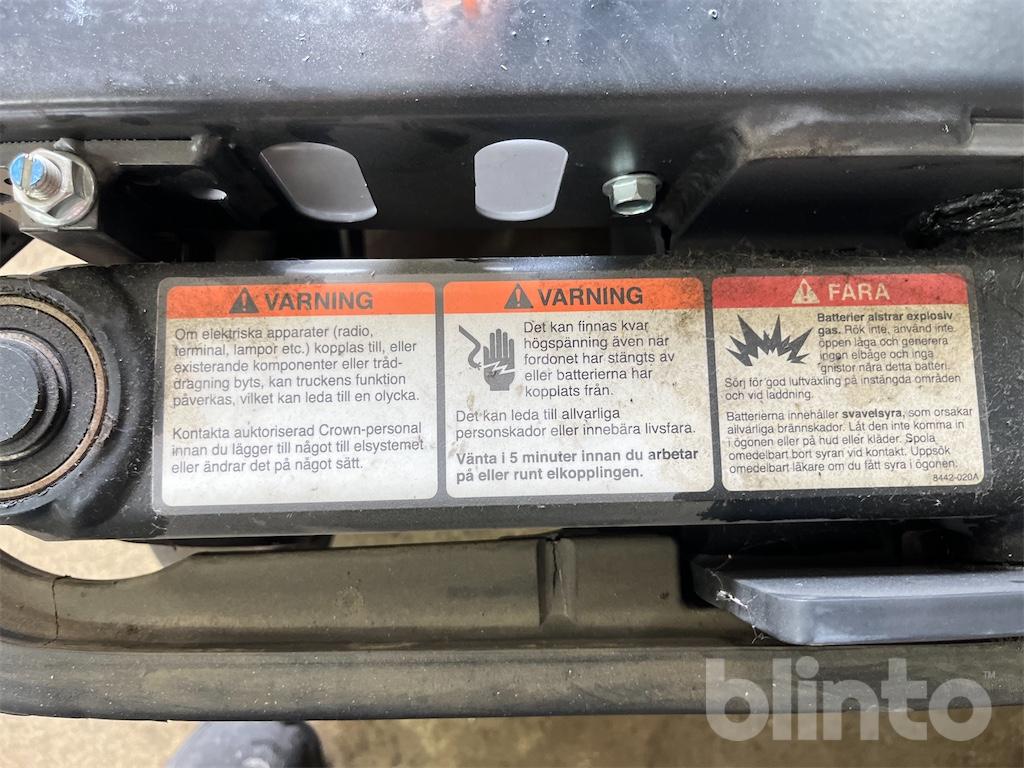 VARNING
Om elektriska apparater (radio,
terminal, lampor etc.) kopplas till, eller
existerande komponenter eller tråd-
dragning byts, kan truckens funktion
påverkas, vilket kan leda till en olycka.
Kontakta auktoriserad Crown-personal
innan du lägger till något till elsystemet
eller ändrar det på något sätt.
VARNING
Det kan finnas kvar
högspänning även när
fordonet har stängts av
eller batterierna har
kopplats från.
Det kan leda till allvarliga
personskador eller innebära livsfara.
Vänta i 5 minuter innan du arbetar
på eller runt elkopplingen.
FARA
Batterier alstrar explosiv
gas. Rök inte, använd inte
öppen låga och generera
ingen elbåge och inga
gnistor nära detta batteri.
Sörj för god luftväxling på instängda områden
och vid laddning.
Batterierna innehåller svavelsyra, som orsakar
allvarliga brännskador. Låt den inte komma in
i ögonen eller på hud eller kläder. Spola
omedelbart bort syran vid kontakt. Uppsök
omedelbart läkare om du fått syra i ögonen.
8442-020A
blinto™